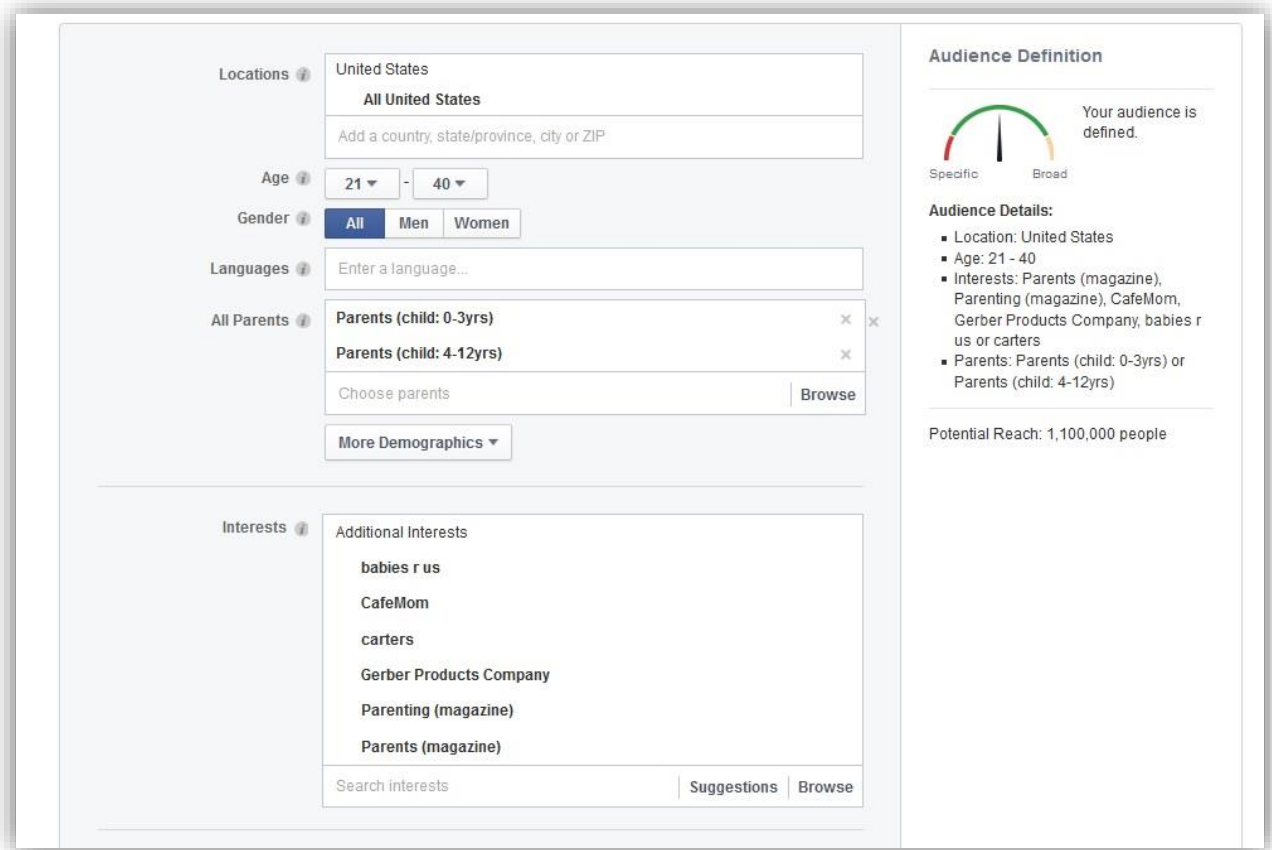 Locations
United States
All United States
Add a country, state/province, city or ZIP
Age
21 - 40
Gender
All Men Women
Languages
Enter a language...
All Parents
Parents (child: 0-3yrs)
Parents (child: 4-12yrs)
Choose parents Browse
More Demographics
Interests
Additional Interests
babies r us
CafeMom
carters
Gerber Products Company
Parenting (magazine)
Parents (magazine)
Search interests Suggestions Browse
Audience Definition
Your audience is
defined.
Specific Broad
Audience Details:
Location: United States
Age: 21 - 40
Interests: Parents (magazine),
Parenting (magazine), CafeMom,
Gerber Products Company, babies r
us or carters
Parents: Parents (child: 0-3yrs) or
Parents (child: 4-12yrs)
Potential Reach: 1,100,000 people